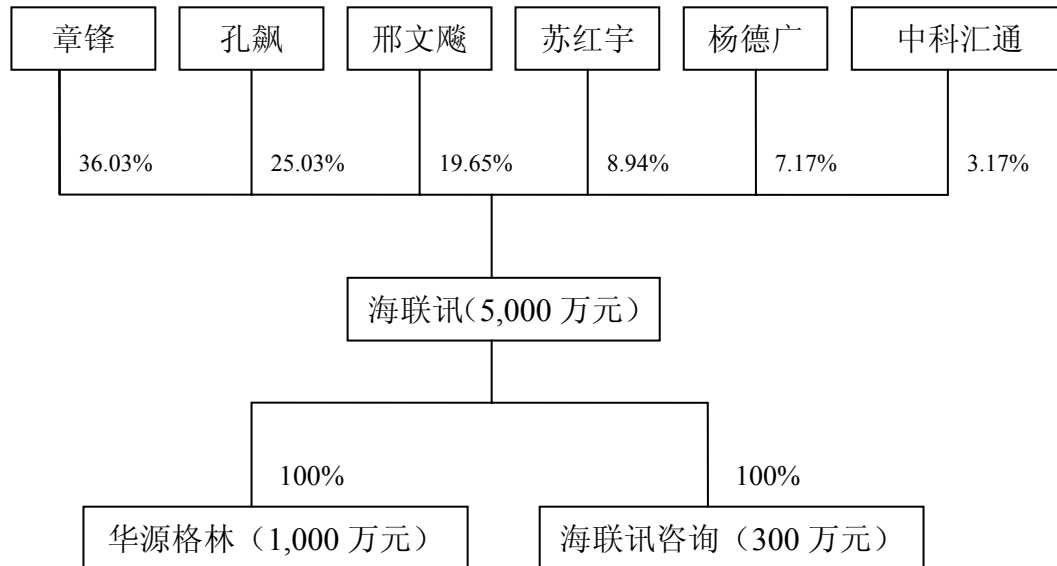 章锋 孔飙 邢文飚 苏红宇 杨德广 中科汇通
36.03% 25.03% 19.65% 8.94% 7.17% 3.17%
海联讯（5,000 万元）
100% 100%
华源格林（1,000 万元） 海联讯咨询（300 万元）